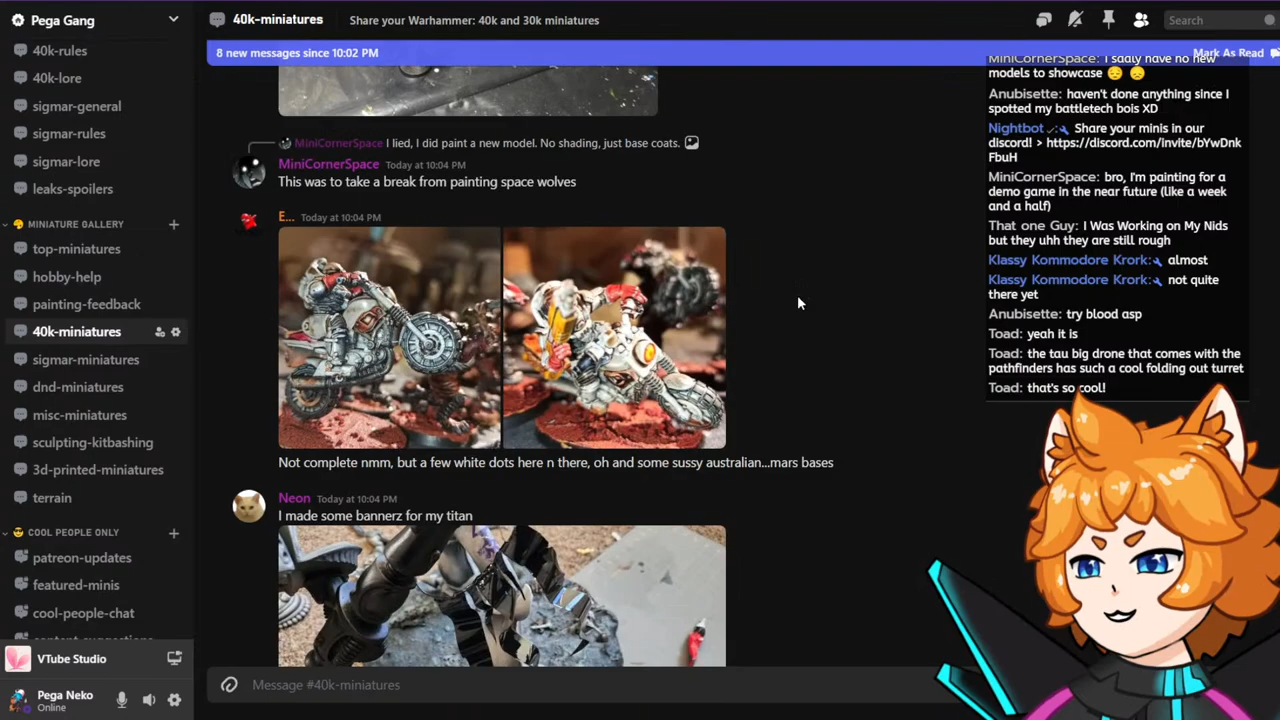 Pega Gang
40k-rules
40k-lore
sigmar-general
sigmar-rules
sigmar-lore
leaks-spoilers
MINIATURE GALLERY
top-miniatures
hobby-help
painting-feedback
40k-miniatures
sigmar-miniatures
dnd-miniatures
misc-miniatures
sculpting-kitbashing
3d-printed-miniatures
terrain
COOL PEOPLE ONLY
patreon-updates
featured-minis
cool-people-chat
content-suggestions
VTube Studio
Pega Neko
Online
40k-miniatures
Share your Warhammer: 40k and 30k miniatures
Search
8 new messages since 10:02 PM
Mark As Read
MiniCornerSpace I lied, I did paint a new model. No shading, just base coats.
MiniCornerSpace Today at 10:04 PM
This was to take a break from painting space wolves
E... Today at 10:04 PM
Not complete nmm, but a few white dots here n there, oh and some sussy australian...mars bases
Neon Today at 10:04 PM
I made some bannerz for my titan
Message #40k-miniatures
MiniCornerSpace: I sadly have no new
models to showcase 😔 😞
Anubisette: haven't done anything since I
spotted my battletech bois XD
Nightbot ✓: Share your minis in our
discord! > https://discord.com/invite/bYwDnk
FbuH
MiniCornerSpace: bro, I'm painting for a
demo game in the near future (like a week
and a half)
That one Guy: I Was Working on My Nids
but they uhh they are still rough
Klassy Kommodore Krork: almost
Klassy Kommodore Krork: not quite
there yet
Anubisette: try blood asp
Toad: yeah it is
Toad: the tau big drone that comes with the
pathfinders has such a cool folding out turret
Toad: that's so cool!